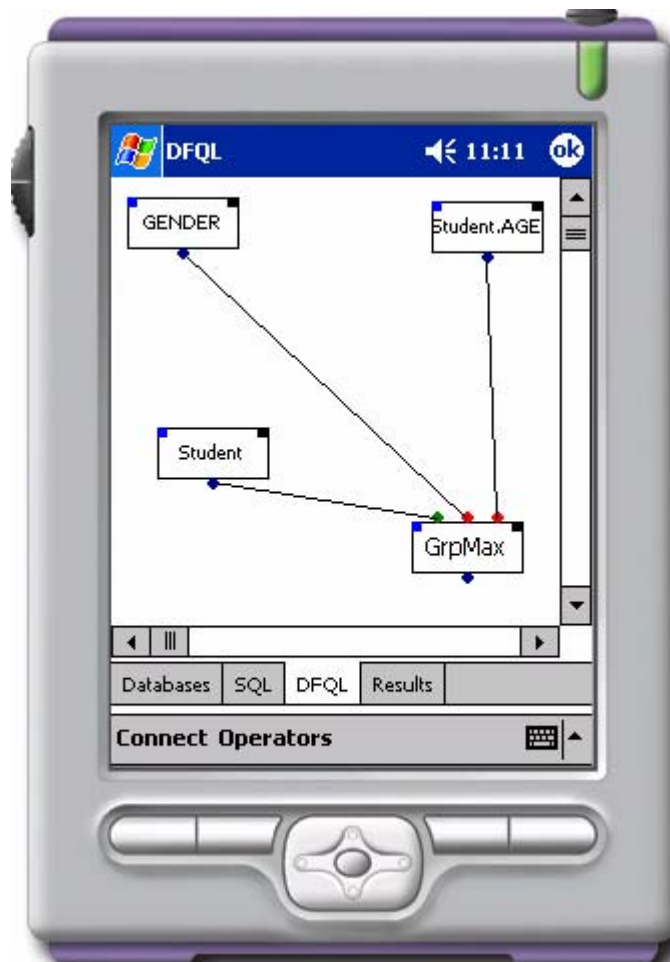 DFQL 11:11 ok
GENDER
Student.AGE
Student
GrpMax
Databases SQL DFQL Results
Connect Operators